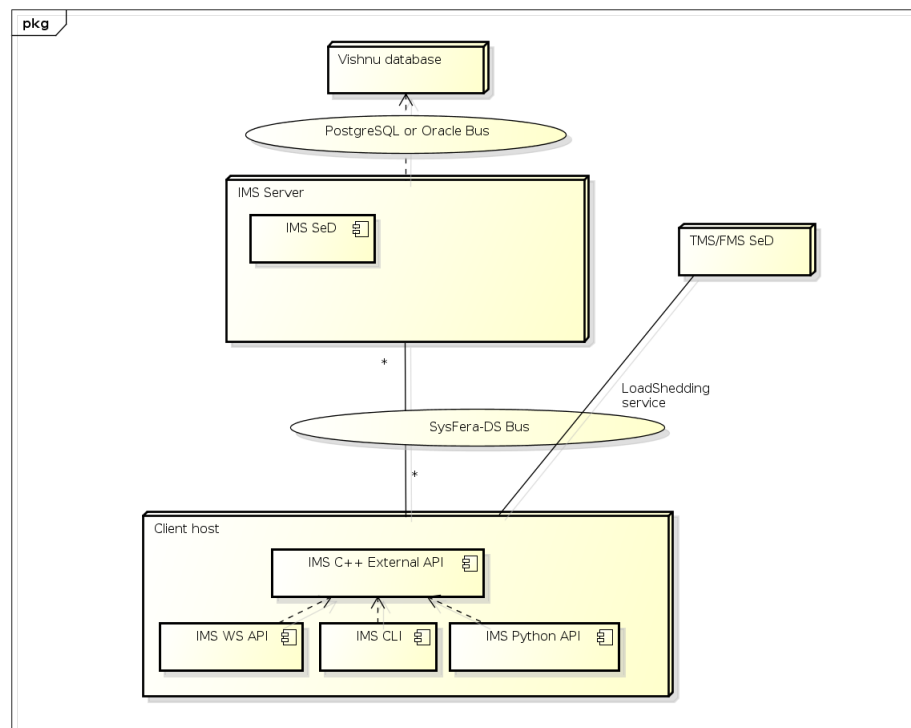 pkg
Vishnu database
PostgreSQL or Oracle Bus
IMS Server
IMS SeD
TMS/FMS SeD
*
LoadShedding
service
SysFera-DS Bus
*
Client host
IMS C++ External API
IMS WS API
IMS CLI
IMS Python API